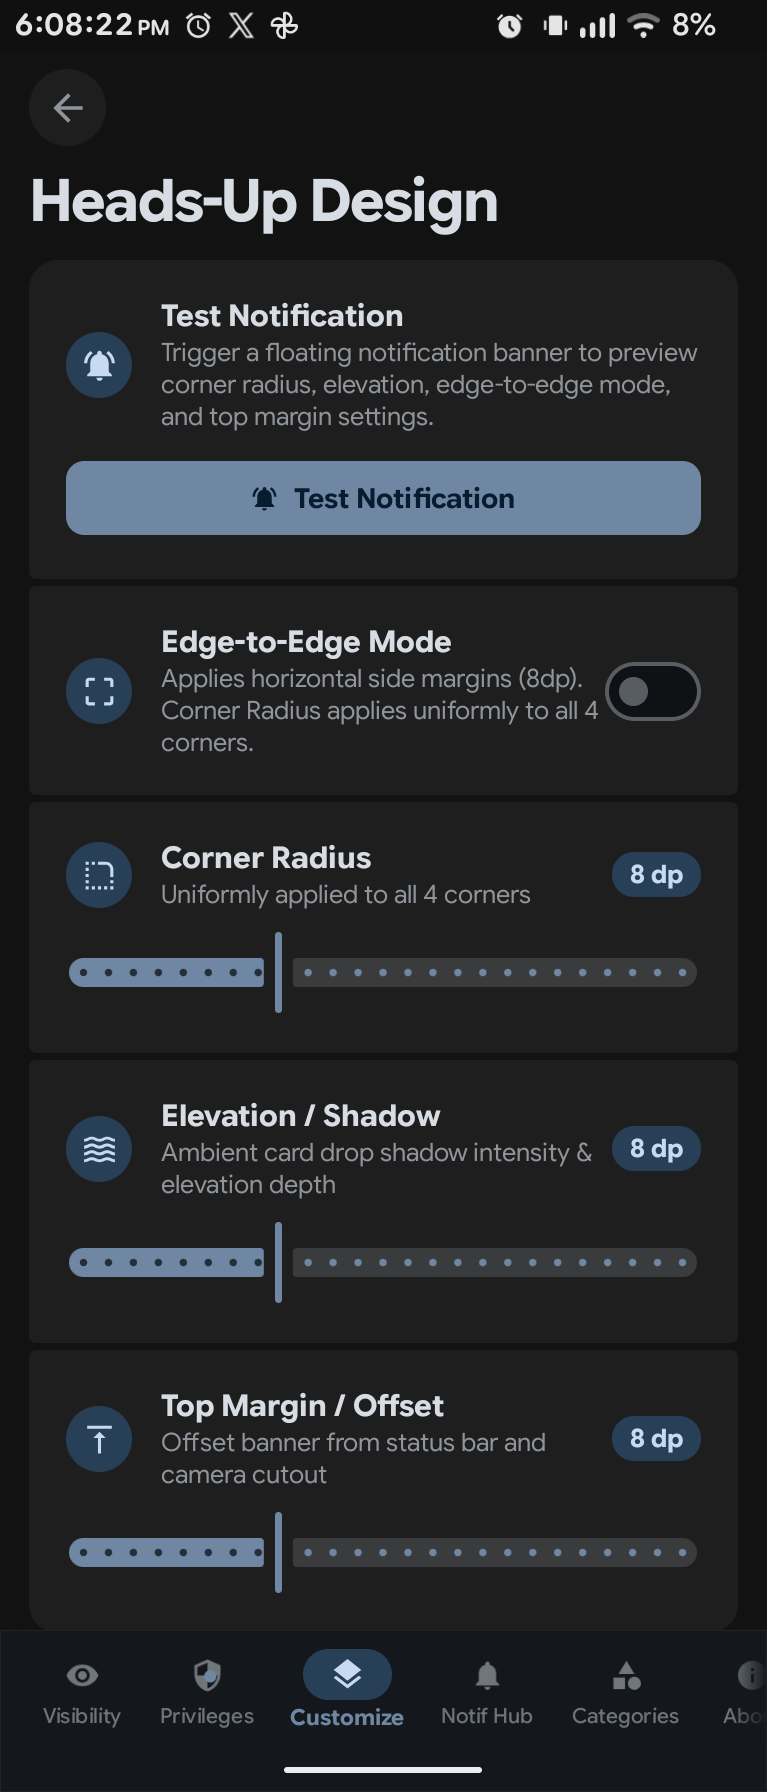 6:08:22 PM 8%
Heads-Up Design
Test Notification
Trigger a floating notification banner to preview
corner radius, elevation, edge-to-edge mode,
and top margin settings.
Test Notification
Edge-to-Edge Mode
Applies horizontal side margins (8dp).
Corner Radius applies uniformly to all 4
corners.
Corner Radius
Uniformly applied to all 4 corners
8 dp
Elevation / Shadow
Ambient card drop shadow intensity &
elevation depth
8 dp
Top Margin / Offset
Offset banner from status bar and
camera cutout
8 dp
Visibility
Privileges
Customize
Notif Hub
Categories
Abo